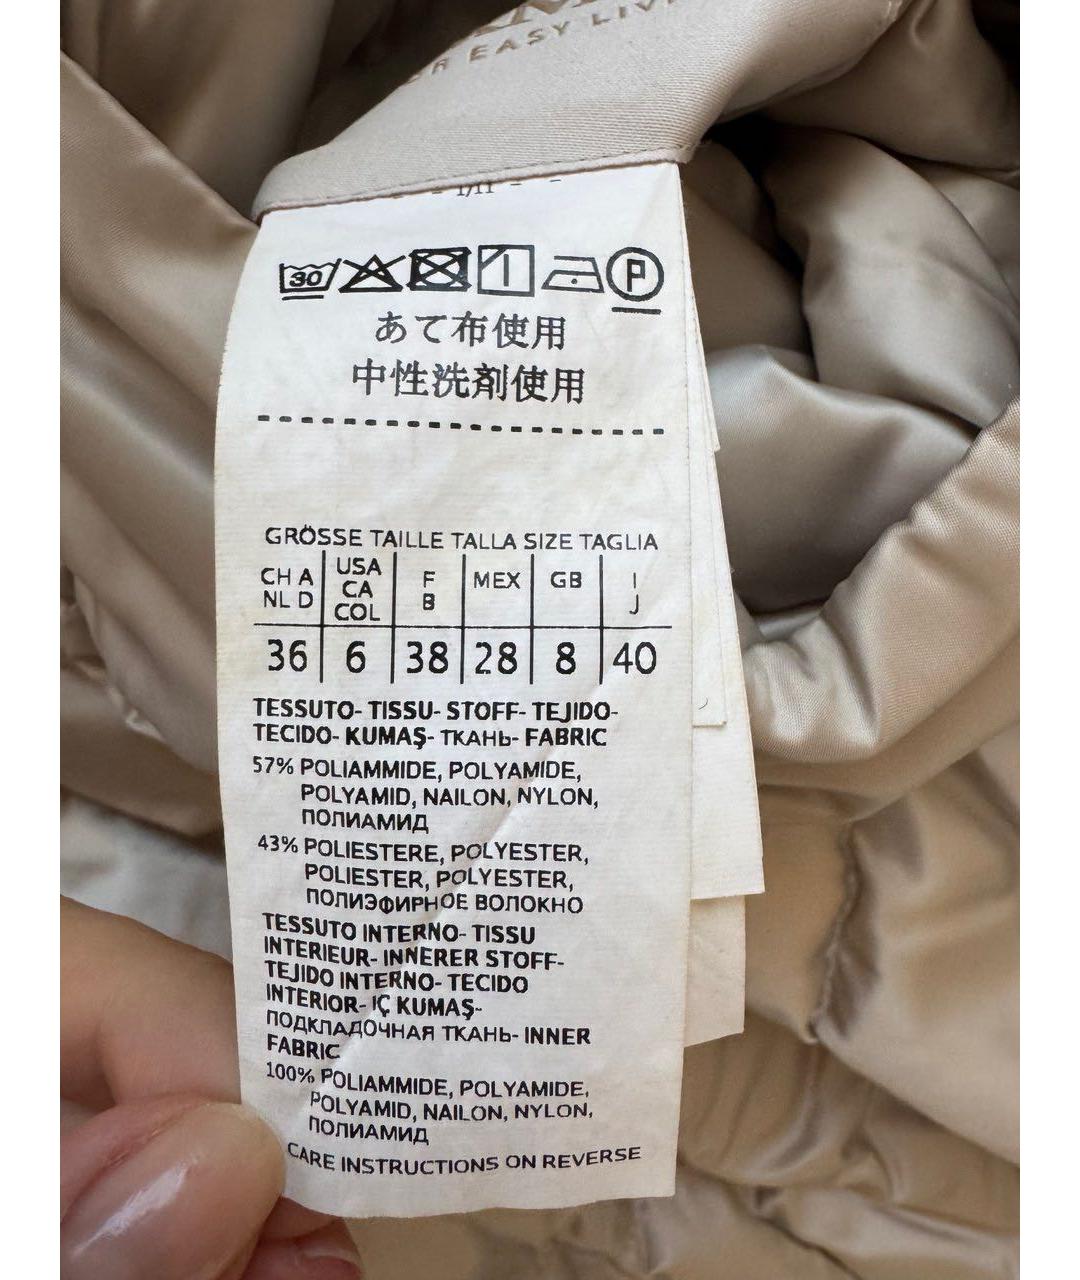 EASY
30
P
あて布使用
中性洗剤使用
GRÖSSE TAILLE TALLA SIZE TAGLIA
CH A NL D USA CA COL F B MEX GB I J
36 6 38 28 8 40
TESSUTO- TISSU- STOFF- TEJIDO-
TECIDO- KUMAŞ- ТКАНЬ- FABRIC
57% POLIAMMIDE, POLYAMIDE,
POLYAMID, NAILON, NYLON,
ПОЛИАМИД
43% POLIESTERE, POLYESTER,
POLIESTER, POLYESTER,
ПОЛИЭФИРНОЕ ВОЛОКНО
TESSUTO INTERNO- TISSU
INTERIEUR- INNERER STOFF-
TEJIDO INTERNO- TECIDO
INTERIOR- IÇ KUMAŞ-
ПОДКЛАДОЧНАЯ ТКАНЬ- INNER
FABRIC
100% POLIAMMIDE, POLYAMIDE,
POLYAMID, NAILON, NYLON,
ПОЛИАМИД
CARE INSTRUCTIONS ON REVERSE